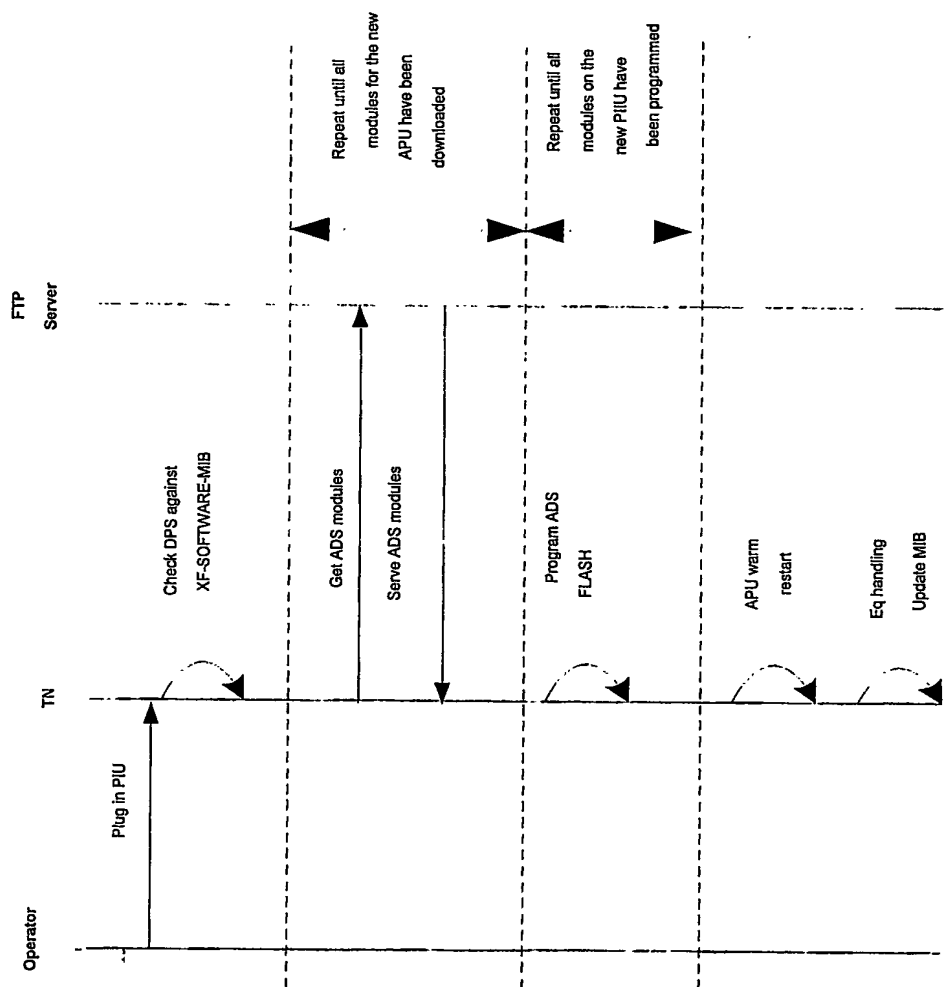 FTP
Server
TN
Operator
Plug in PIU
Check DPS against
XF-SOFTWARE-MIB
Get ADS modules
Serve ADS modules
Repeat until all
modules for the new
APU have been
downloaded
Program ADS
FLASH
Repeat until all
modules on the
new PIIU have
been programmed
APU warm
restart
Eq handling
Update MIB